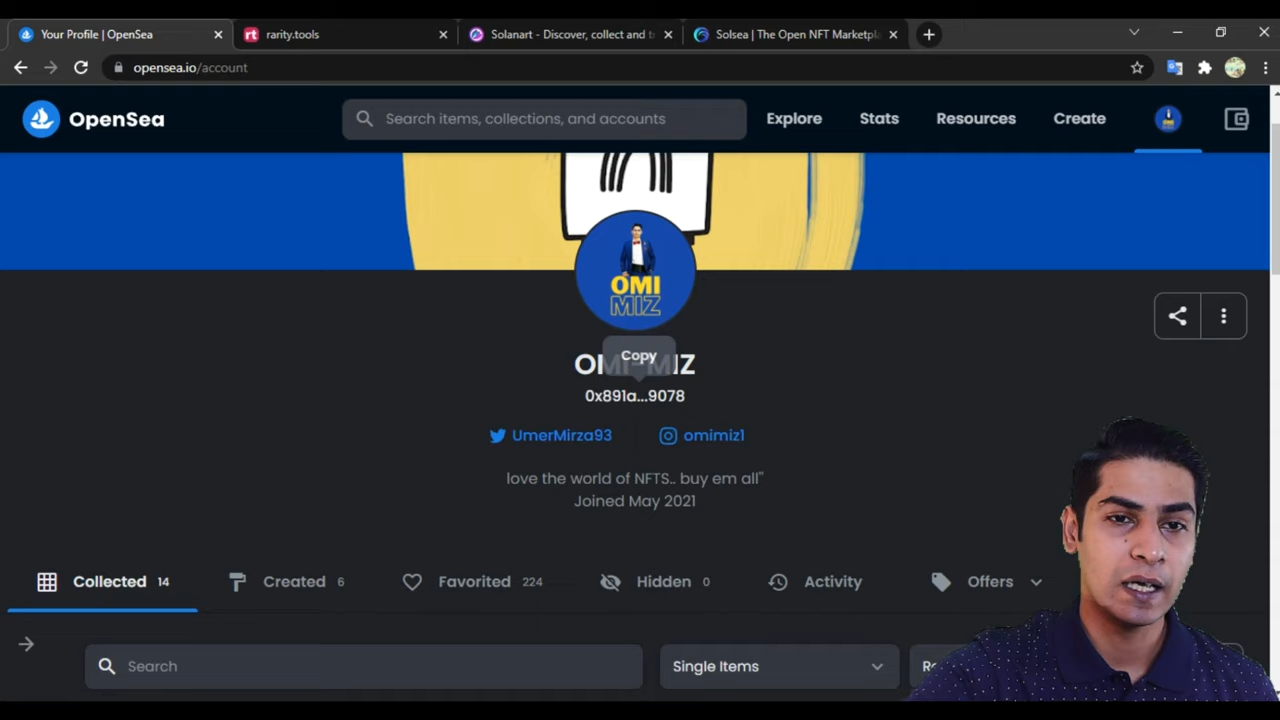 Your Profile | OpenSea
rarity.tools
Solanart - Discover, collect and t
Solsea | The Open NFT Marketpla
opensea.io/account
OpenSea
Search items, collections, and accounts
Explore
Stats
Resources
Create
OMI
MIZ
Copy
OMI-MIZ
0x891a...9078
UmerMirza93
omimiz1
love the world of NFTS.. buy em all"
Joined May 2021
Collected 14
Created 6
Favorited 224
Hidden 0
Activity
Offers
Search
Single Items